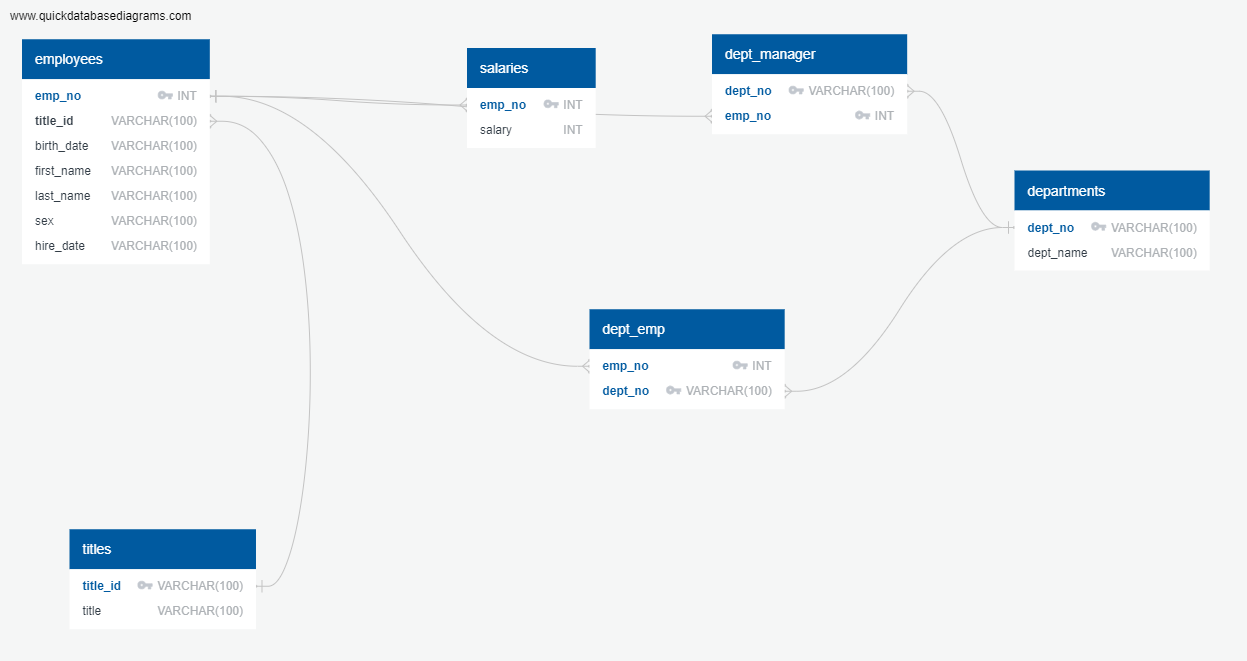 www.quickdatabasediagrams.com
employees
emp_no INT
title_id VARCHAR(100)
birth_date VARCHAR(100)
first_name VARCHAR(100)
last_name VARCHAR(100)
sex VARCHAR(100)
hire_date VARCHAR(100)
salaries
emp_no INT
salary INT
dept_manager
dept_no VARCHAR(100)
emp_no INT
departments
dept_no VARCHAR(100)
dept_name VARCHAR(100)
dept_emp
emp_no INT
dept_no VARCHAR(100)
titles
title_id VARCHAR(100)
title VARCHAR(100)